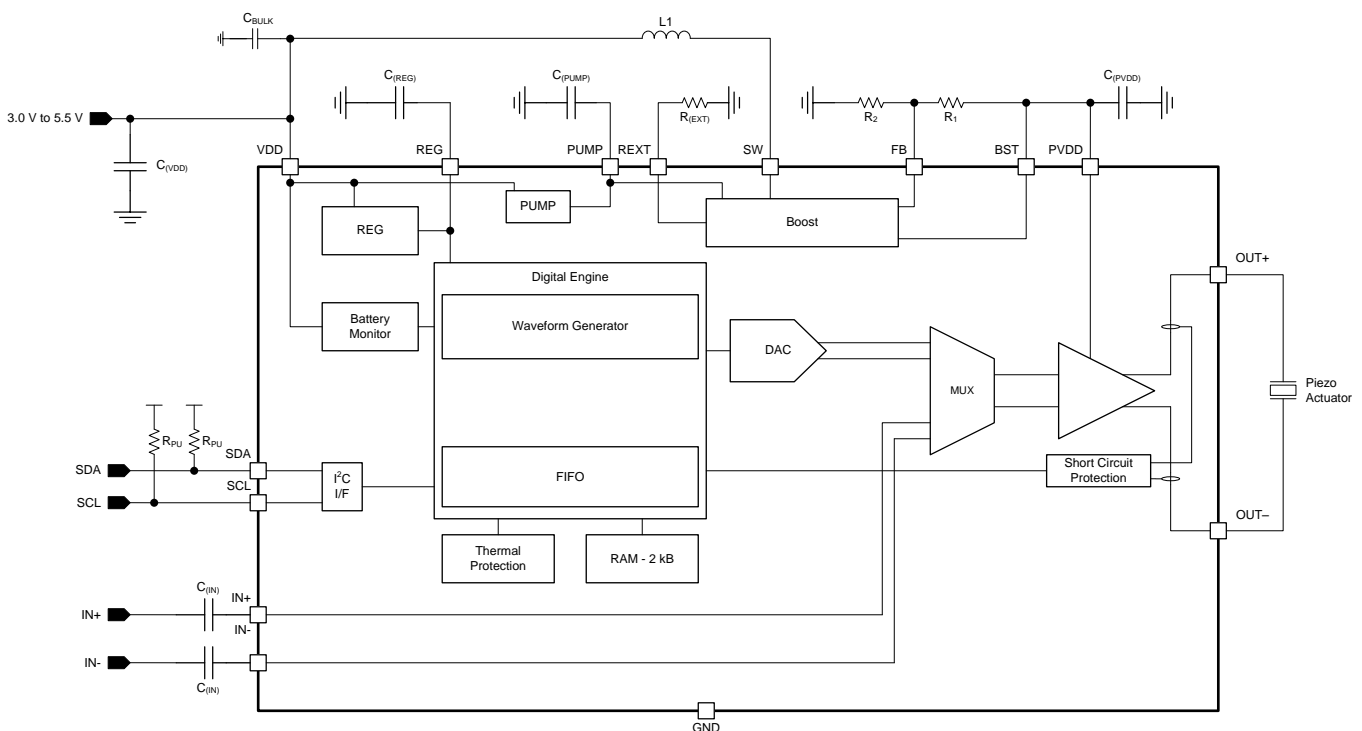 C(BULK)
L1
C(REG)
C(PUMP)
R(EXT)
R2
R1
C(PVDD)
3.0 V to 5.5 V
C(VDD)
VDD
REG
PUMP
REXT
SW
FB
BST
PVDD
REG
PUMP
Boost
Digital Engine
Battery
Monitor
Waveform Generator
DAC
MUX
OUT+
Piezo
Actuator
RPU
RPU
SDA
SDA
SCL
SCL
I2C
I/F
FIFO
Short Circuit
Protection
OUT–
Thermal
Protection
RAM - 2 kB
C(IN)
IN+
IN+
IN-
IN-
C(IN)
GND